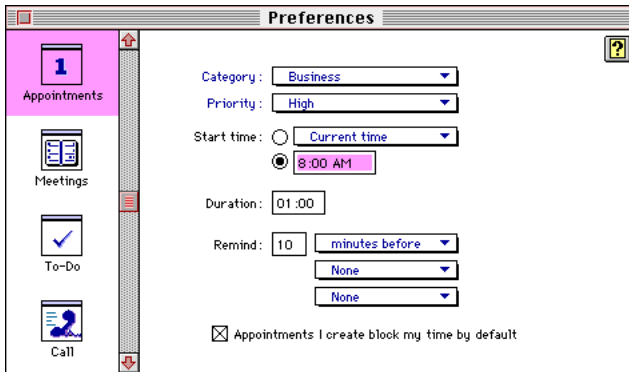 Preferences
1
Appointments
Meetings
To-Do
Call
?
Category: Business
Priority: High
Start time: Current time
8:00 AM
Duration: 01:00
Remind: 10 minutes before
None
None
Appointments I create block my time by default